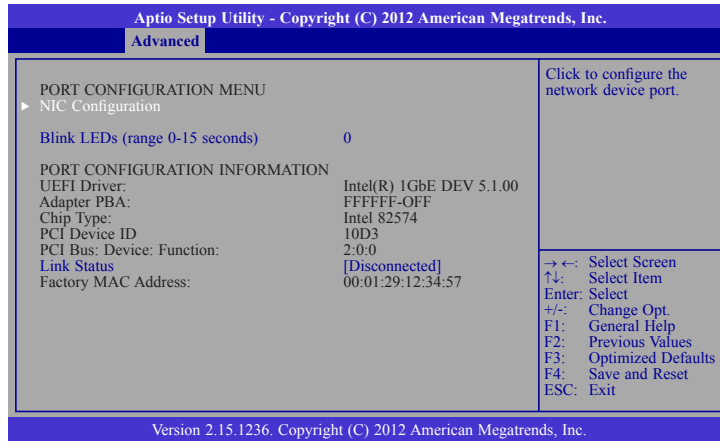 Aptio Setup Utility - Copyright (C) 2012 American Megatrends, Inc.
Advanced
PORT CONFIGURATION MENU
▶ NIC Configuration
Blink LEDs (range 0-15 seconds) 0
PORT CONFIGURATION INFORMATION
UEFI Driver: Intel(R) 1GbE DEV 5.1.00
Adapter PBA: FFFFFF-OFF
Chip Type: Intel 82574
PCI Device ID 10D3
PCI Bus: Device: Function: 2:0:0
Link Status [Disconnected]
Factory MAC Address: 00:01:29:12:34:57
Click to configure the
network device port.
→ ←: Select Screen
↑↓: Select Item
Enter: Select
+/-: Change Opt.
F1: General Help
F2: Previous Values
F3: Optimized Defaults
F4: Save and Reset
ESC: Exit
Version 2.15.1236. Copyright (C) 2012 American Megatrends, Inc.